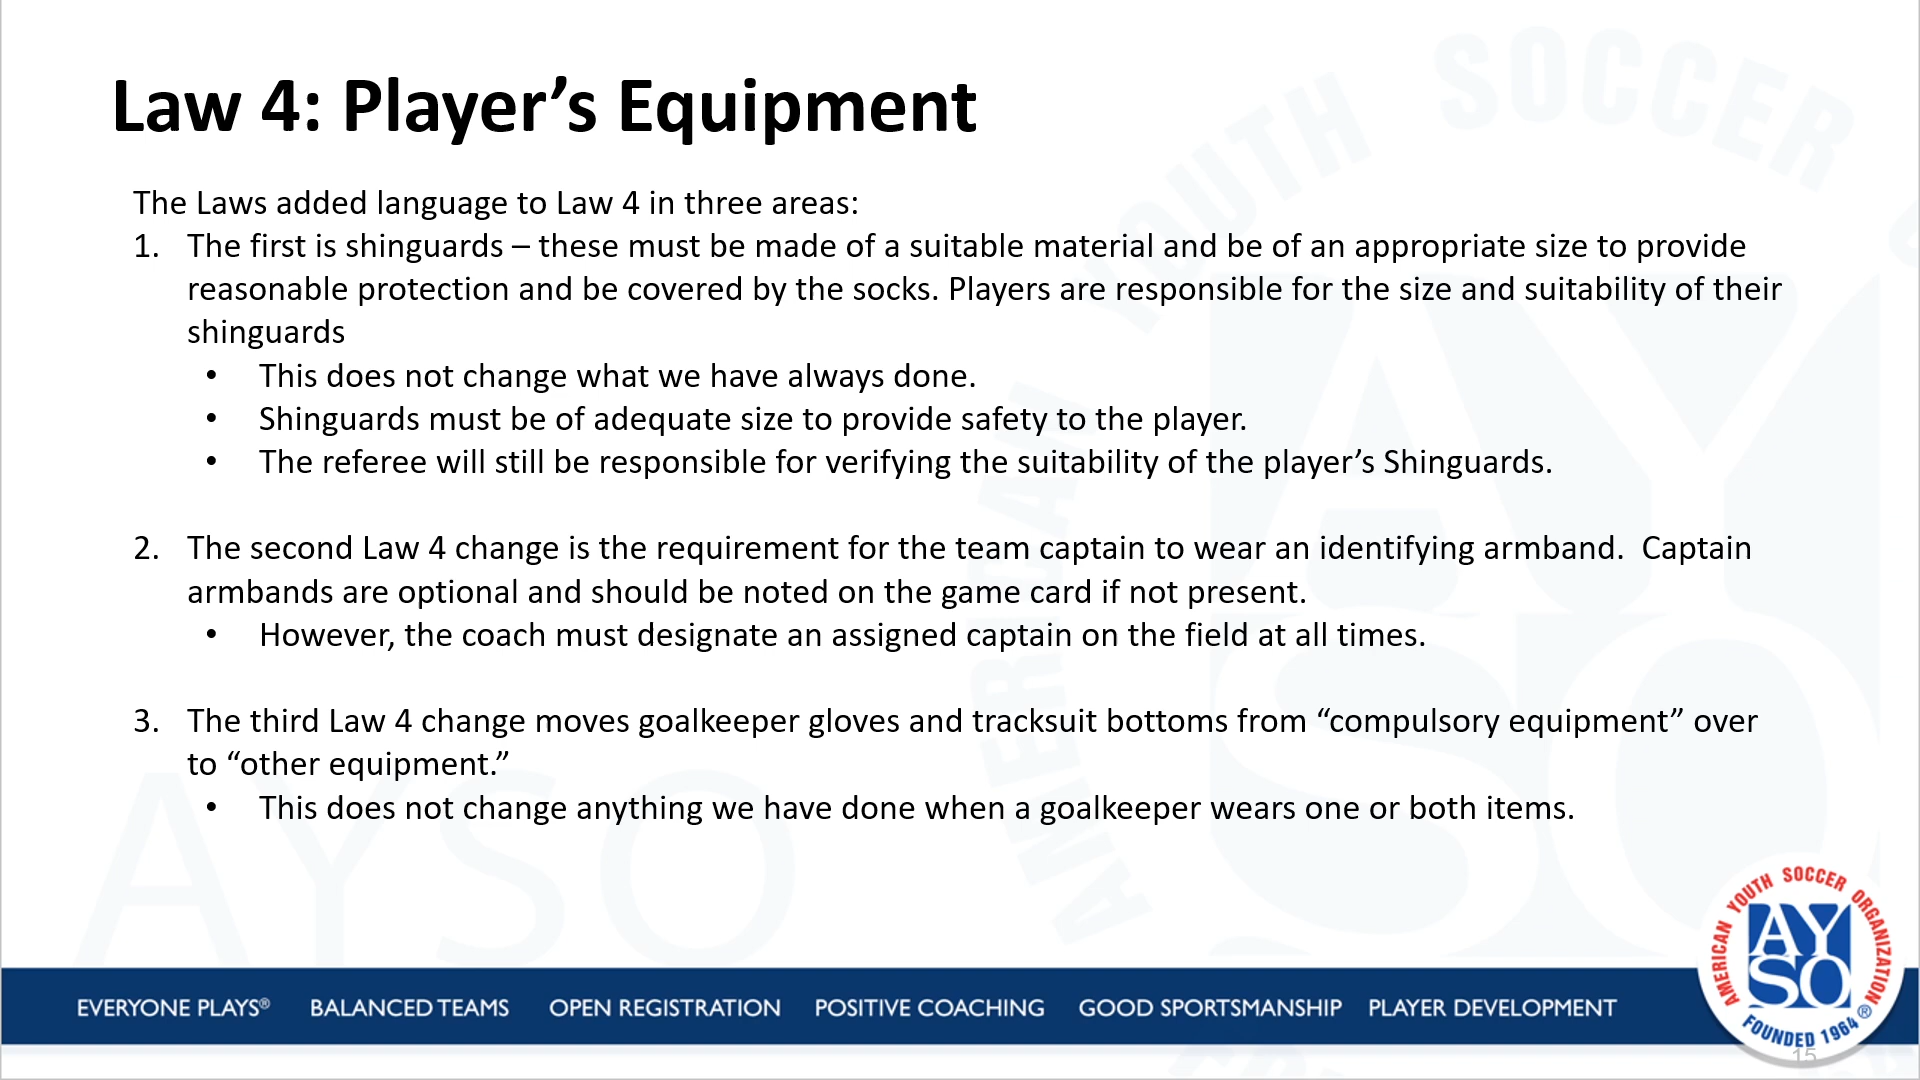 Law 4: Player’s Equipment
The Laws added language to Law 4 in three areas:
1. The first is shinguards – these must be made of a suitable material and be of an appropriate size to provide
reasonable protection and be covered by the socks. Players are responsible for the size and suitability of their
shinguards
• This does not change what we have always done.
• Shinguards must be of adequate size to provide safety to the player.
• The referee will still be responsible for verifying the suitability of the player’s Shinguards.
2. The second Law 4 change is the requirement for the team captain to wear an identifying armband.  Captain
armbands are optional and should be noted on the game card if not present.
• However, the coach must designate an assigned captain on the field at all times.
3. The third Law 4 change moves goalkeeper gloves and tracksuit bottoms from “compulsory equipment” over
to “other equipment.”
• This does not change anything we have done when a goalkeeper wears one or both items.
AYSO
AMERICAN YOUTH SOCCER
AYSO
EVERYONE PLAYS® BALANCED TEAMS OPEN REGISTRATION POSITIVE COACHING GOOD SPORTSMANSHIP PLAYER DEVELOPMENT
AMERICAN YOUTH SOCCER ORGANIZATION
AY
SO
®
FOUNDED 1964
15